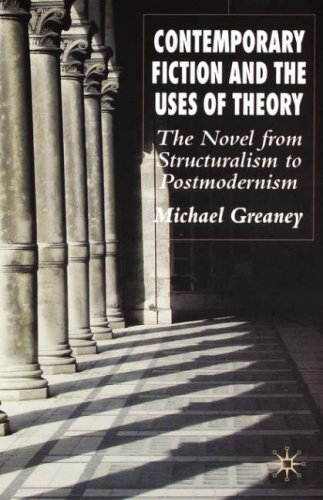 CONTEMPORARY
FICTION AND THE
USES OF THEORY
The Novel from
Structuralism to
Postmodernism
Michael Greaney